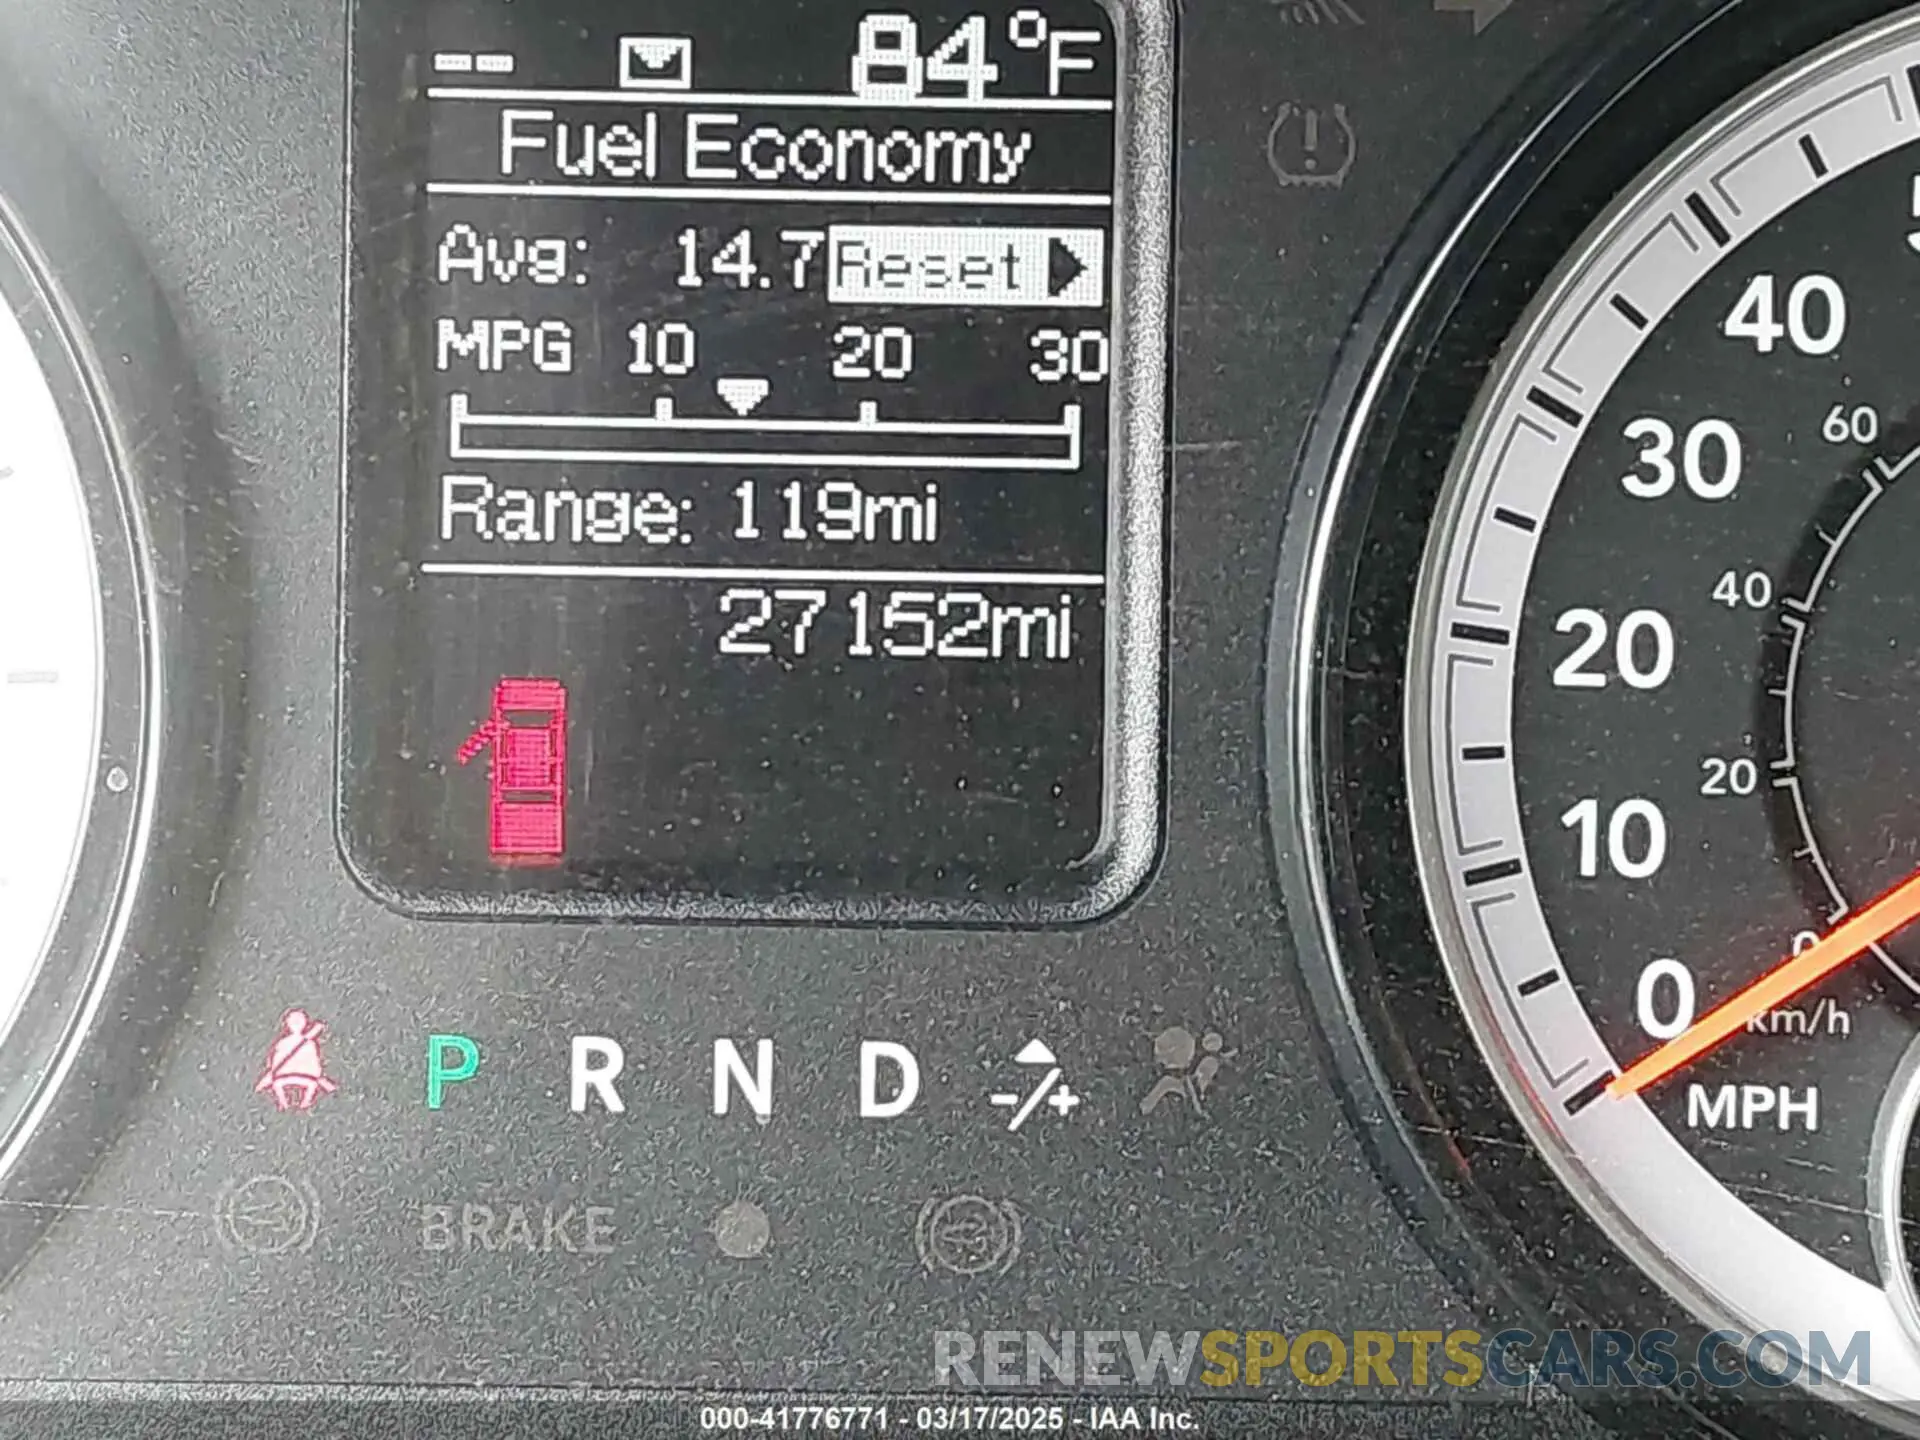 -- 84°F
Fuel Economy
Avg: 14.7 Reset
MPG 10 20 30
Range: 119mi
27152mi
P R N D -/+
BRAKE
40
30
20
10
0
MPH
60
40
20
0
km/h
RENEWSPORTSCARS.COM
000-41776771 - 03/17/2025 - IAA Inc.